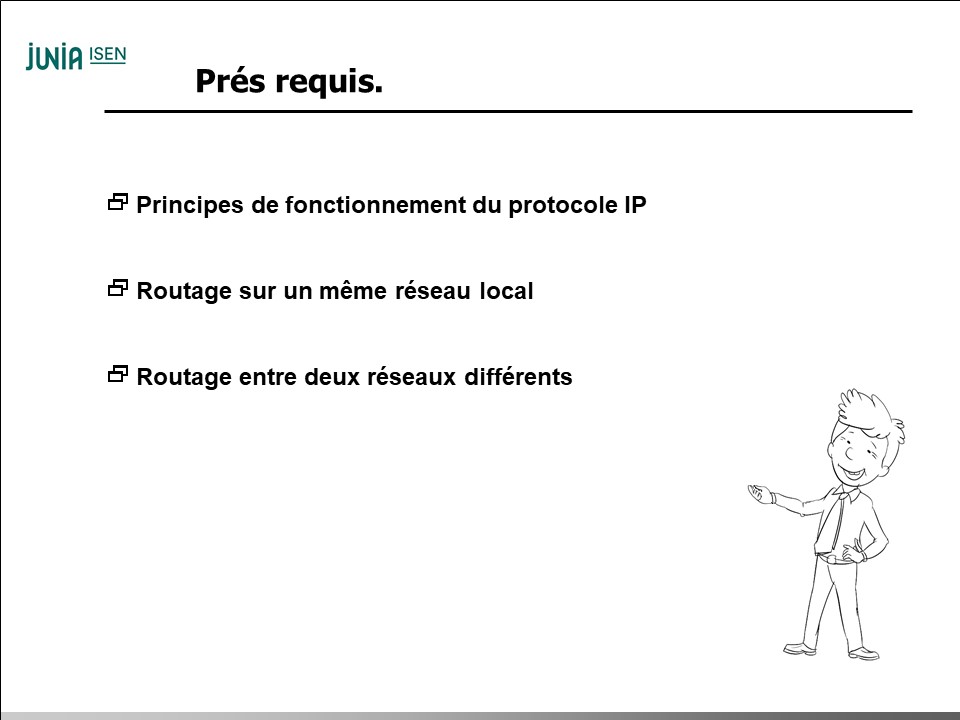 JUNIA ISEN
Prés requis.
Principes de fonctionnement du protocole IP
Routage sur un même réseau local
Routage entre deux réseaux différents